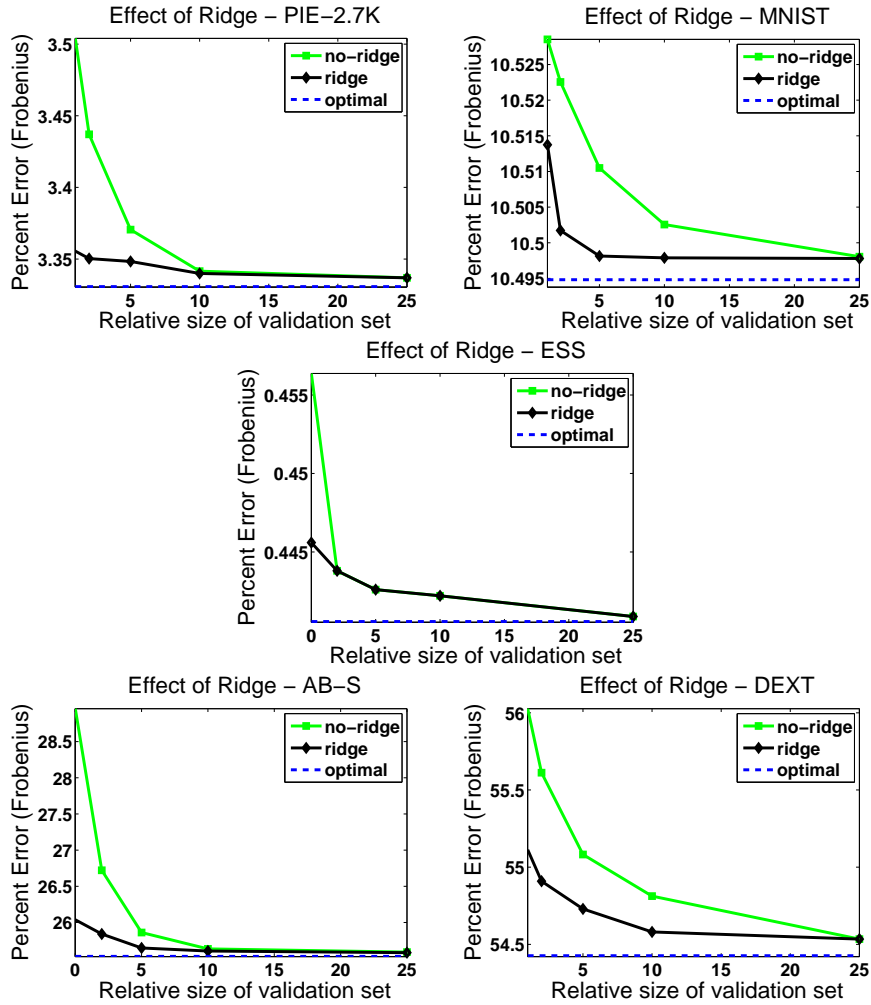 Effect of Ridge − PIE−2.7K
Percent Error (Frobenius)
3.5
3.45
3.4
3.35
no−ridge
ridge
optimal
5 10 15 20 25
Relative size of validation set
Effect of Ridge − MNIST
Percent Error (Frobenius)
10.525
10.52
10.515
10.51
10.505
10.5
10.495
no−ridge
ridge
optimal
5 10 15 20 25
Relative size of validation set
Effect of Ridge − ESS
Percent Error (Frobenius)
0.455
0.45
0.445
no−ridge
ridge
optimal
0 5 10 15 20 25
Relative size of validation set
Effect of Ridge − AB−S
Percent Error (Frobenius)
28.5
28
27.5
27
26.5
26
no−ridge
ridge
optimal
0 5 10 15 20 25
Relative size of validation set
Effect of Ridge − DEXT
Percent Error (Frobenius)
56
55.5
55
54.5
no−ridge
ridge
optimal
5 10 15 20 25
Relative size of validation set